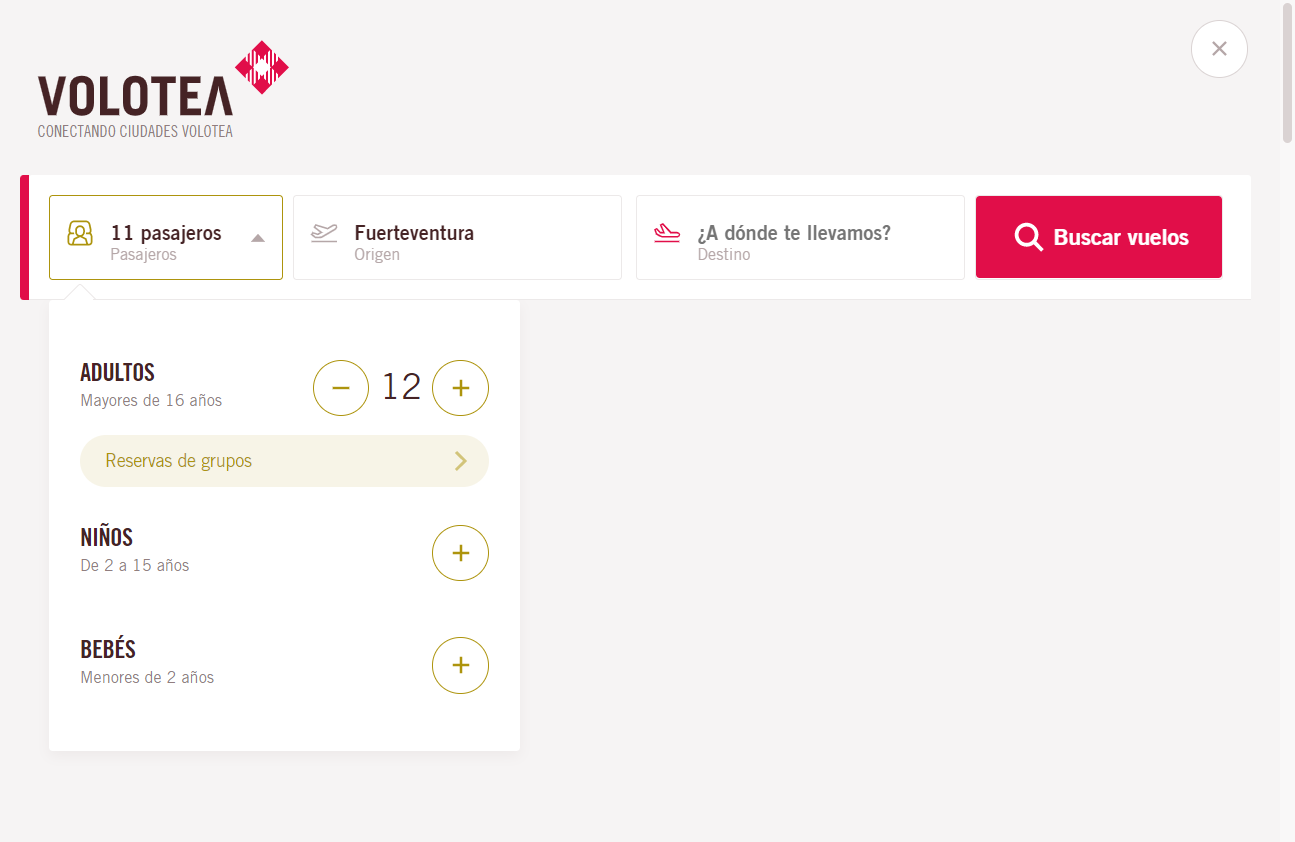 VOLOTEA
CONECTANDO CIUDADES VOLOTEA
11 pasajeros
Pasajeros
Fuerteventura
Origen
¿A dónde te llevamos?
Destino
Buscar vuelos
ADULTOS
Mayores de 16 años
12
Reservas de grupos
NIÑOS
De 2 a 15 años
BEBÉS
Menores de 2 años